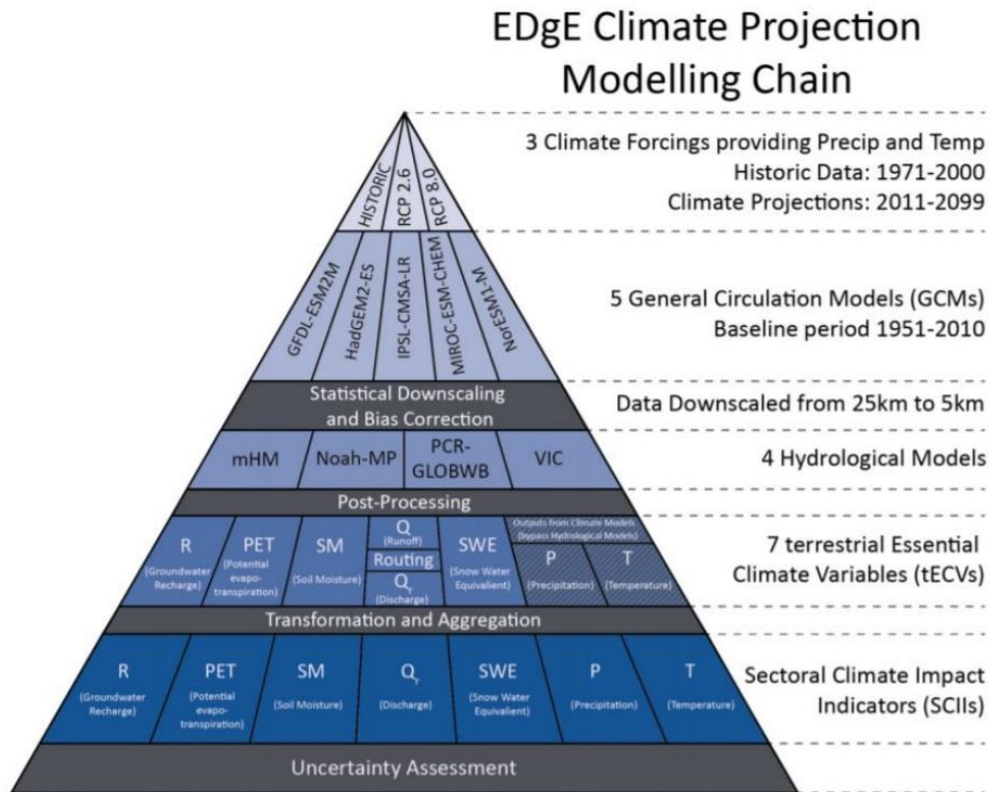 EDgE Climate Projection
Modelling Chain
3 Climate Forcings providing Precip and Temp
Historic Data: 1971-2000
Climate Projections: 2011-2099
HISTORIC
RCP 2.6
RCP 8.0
5 General Circulation Models (GCMs)
Baseline period 1951-2010
GFDL-ESM2M
HadGEM2-ES
IPSL-CMSA-LR
MIROC-ESM-CHEM
NorESM1-M
Statistical Downscaling
and Bias Correction
Data Downscaled from 25km to 5km
mHM
Noah-MP
PCR-
GLOBWB
VIC
4 Hydrological Models
Post-Processing
R
(Groundwater
Recharge)
PET
(Potential
evapo-
transpiration)
SM
(Soil Moisture)
Q
(Runoff)
Routing
Qr
(Discharge)
SWE
(Snow Water
Equivalient)
Outputs from Climate Models
(bypass Hydrological Models)
P
(Precipitation)
T
(Temperature)
7 terrestrial Essential
Climate Variables (tECVs)
Transformation and Aggregation
R
(Groundwater
Recharge)
PET
(Potential
evapo-
transpiration)
SM
(Soil Moisture)
Qr
(Discharge)
SWE
(Snow Water
Equivalient)
P
(Precipitation)
T
(Temperature)
Sectoral Climate Impact
Indicators (SCIIs)
Uncertainty Assessment